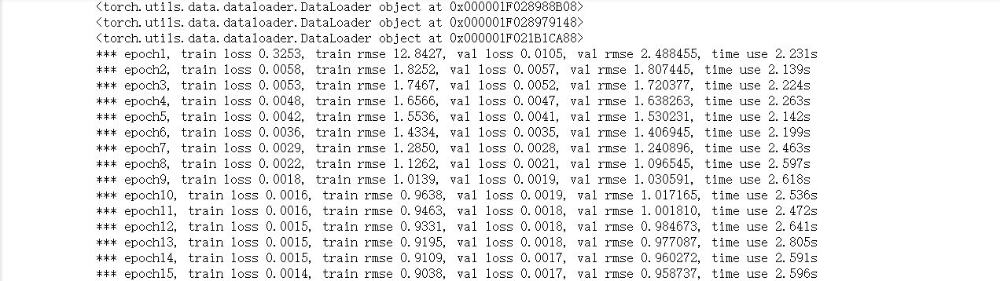 <torch.utils.data.dataloader.DataLoader object at 0x000001F028988B08>
<torch.utils.data.dataloader.DataLoader object at 0x000001F028979148>
<torch.utils.data.dataloader.DataLoader object at 0x000001F021B1CA88>
*** epoch1, train loss 0.3253, train rmse 12.8427, val loss 0.0105, val rmse 2.488455, time use 2.231s
*** epoch2, train loss 0.0058, train rmse 1.8252, val loss 0.0057, val rmse 1.807445, time use 2.139s
*** epoch3, train loss 0.0053, train rmse 1.7467, val loss 0.0052, val rmse 1.720377, time use 2.224s
*** epoch4, train loss 0.0048, train rmse 1.6566, val loss 0.0047, val rmse 1.638263, time use 2.263s
*** epoch5, train loss 0.0042, train rmse 1.5536, val loss 0.0041, val rmse 1.530231, time use 2.142s
*** epoch6, train loss 0.0036, train rmse 1.4334, val loss 0.0035, val rmse 1.406945, time use 2.199s
*** epoch7, train loss 0.0029, train rmse 1.2850, val loss 0.0028, val rmse 1.240896, time use 2.463s
*** epoch8, train loss 0.0022, train rmse 1.1262, val loss 0.0021, val rmse 1.096545, time use 2.597s
*** epoch9, train loss 0.0018, train rmse 1.0139, val loss 0.0019, val rmse 1.030591, time use 2.618s
*** epoch10, train loss 0.0016, train rmse 0.9638, val loss 0.0019, val rmse 1.017165, time use 2.536s
*** epoch11, train loss 0.0016, train rmse 0.9463, val loss 0.0018, val rmse 1.001810, time use 2.472s
*** epoch12, train loss 0.0015, train rmse 0.9331, val loss 0.0018, val rmse 0.984673, time use 2.641s
*** epoch13, train loss 0.0015, train rmse 0.9195, val loss 0.0018, val rmse 0.977087, time use 2.805s
*** epoch14, train loss 0.0015, train rmse 0.9109, val loss 0.0017, val rmse 0.960272, time use 2.591s
*** epoch15, train loss 0.0014, train rmse 0.9038, val loss 0.0017, val rmse 0.958737, time use 2.596s